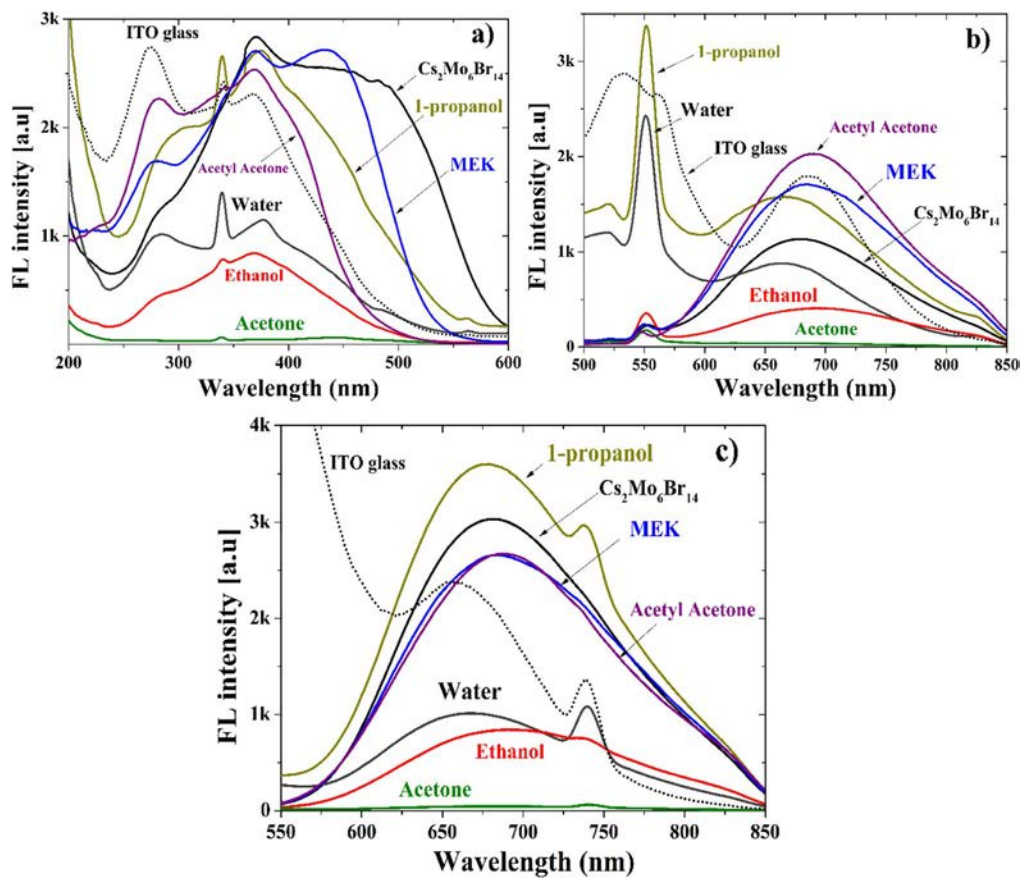 a)
3k
2k
1k
FL intensity [a.u]
ITO glass
Cs2Mo6Br14
1-propanol
MEK
Acetyl Acetone
Water
Ethanol
Acetone
200 300 400 500 600
Wavelength (nm)
b)
3k
2k
1k
0
FL intensity [a.u]
1-propanol
Water
ITO glass
Acetyl Acetone
MEK
Cs2Mo6Br14
Ethanol
Acetone
500 550 600 650 700 750 800 850
Wavelength (nm)
c)
4k
3k
2k
1k
0
FL intensity [a.u]
ITO glass
1-propanol
Cs2Mo6Br14
MEK
Acetyl Acetone
Water
Ethanol
Acetone
550 600 650 700 750 800 850
Wavelength (nm)